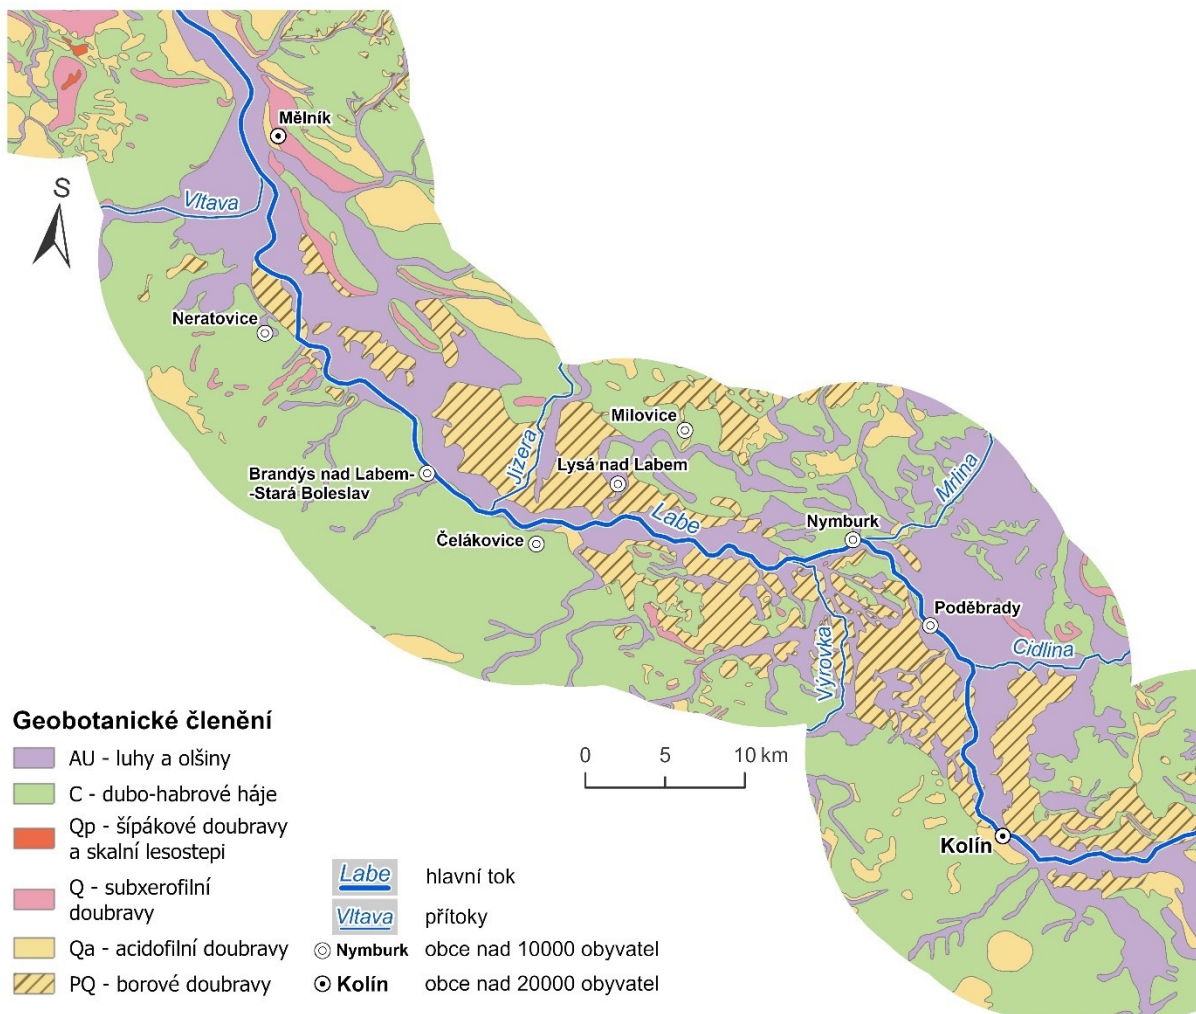 Mělník
S
Vltava
Neratovice
Milovice
Jizera
Lysá nad Labem
Brandýs nad Labem-
-Stará Boleslav
Mrlina
Labe
Nymburk
Čelákovice
Poděbrady
Cidlina
Výrovka
Kolín
0 5 10 km
Geobotanické členění
AU - luhy a olšiny
C - dubo-habrové háje
Qp - šípákové doubravy
a skalní lesostepi
Q - subxerofilní
doubravy
Qa - acidofilní doubravy
PQ - borové doubravy
Labe hlavní tok
Vltava přítoky
Nymburk obce nad 10000 obyvatel
Kolín obce nad 20000 obyvatel